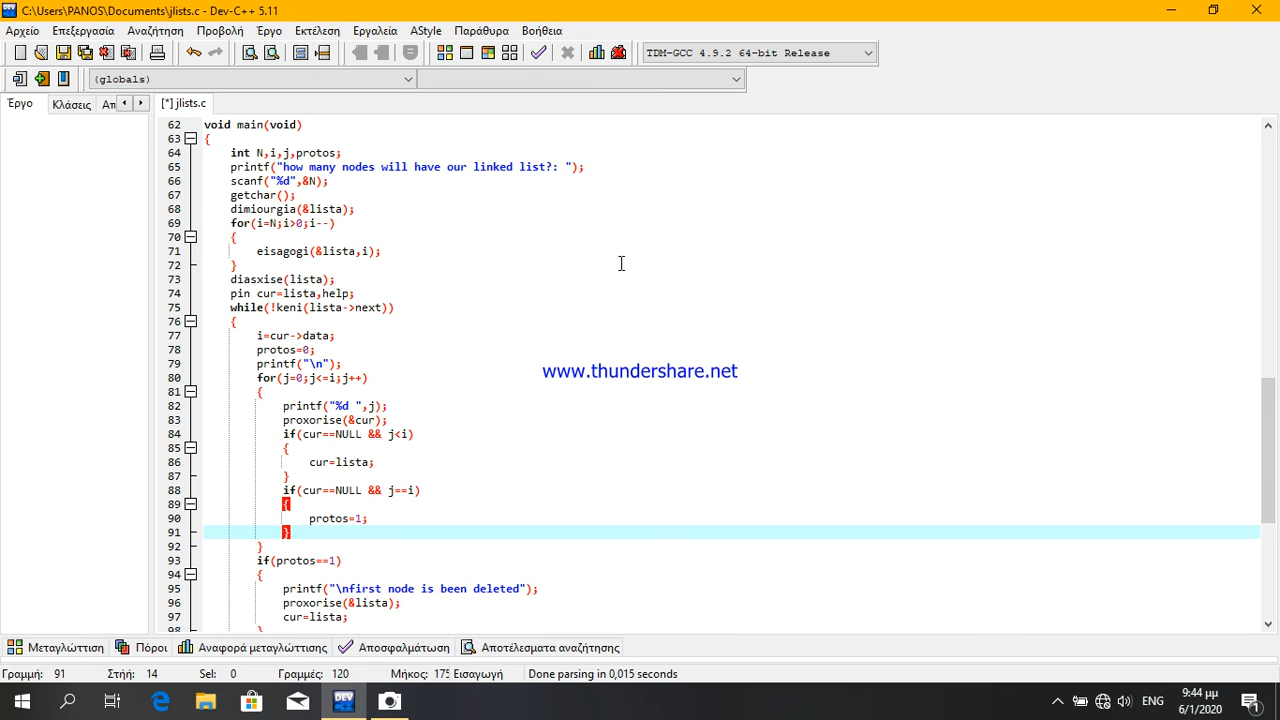 C:\Users\PANOS\Documents\jlists.c - Dev-C++ 5.11
Αρχείο Επεξεργασία Αναζήτηση Προβολή Έργο Εκτέλεση Εργαλεία AStyle Παράθυρα Βοήθεια
TDM-GCC 4.9.2 64-bit Release
(globals)
Έργο Κλάσεις Απ [*] jlists.c
62 void main(void)
63 {
64 int N,i,j,protos;
65 printf("how many nodes will have our linked list?: ");
66 scanf("%d",&N);
67 getchar();
68 dimiourgia(&lista);
69 for(i=N;i>0;i--)
70 {
71 eisagogi(&lista,i);
72 }
73 diasxise(lista);
74 pin cur=lista,help;
75 while(!keni(lista->next))
76 {
77 i=cur->data;
78 protos=0;
79 printf("\n");
80 for(j=0;j<=i;j++)
81 {
82 printf("%d ",j);
83 proxorise(&cur);
84 if(cur==NULL && j<i)
85 {
86 cur=lista;
87 }
88 if(cur==NULL && j==i)
89 {
90 protos=1;
91 }
92 }
93 if(protos==1)
94 {
95 printf("\nfirst node is been deleted");
96 proxorise(&lista);
97 cur=lista;
98 }
www.thundershare.net
Μεταγλώττιση Πόροι Αναφορά μεταγλώττισης Αποσφαλμάτωση Αποτέλεσματα αναζήτησης
Γραμμή: 91 Στήή: 14 Sel: 0 Γραμμές: 120 Μήκος: 175 Εισαγωγή Done parsing in 0,015 seconds
ENG
9:44 μμ
6/1/2020
1